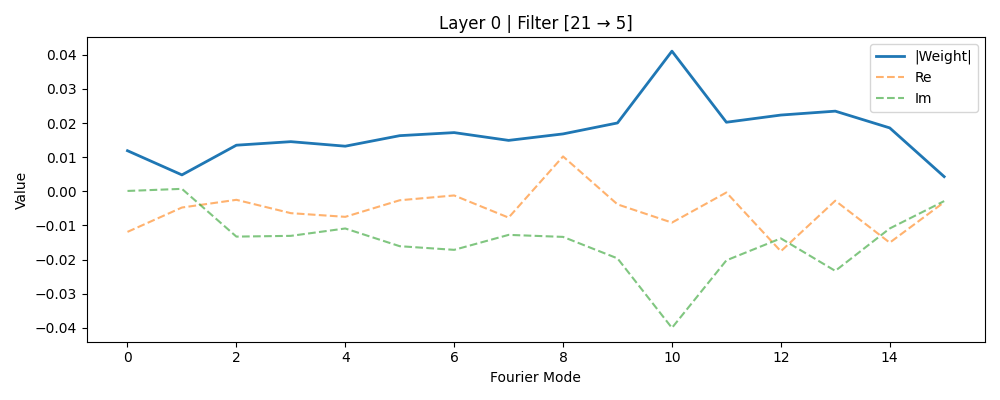 Layer 0 | Filter [21 → 5]
0.04
0.03
0.02
0.01
0.00
−0.01
−0.02
−0.03
−0.04
Value
|Weight|
Re
Im
0 2 4 6 8 10 12 14
Fourier Mode